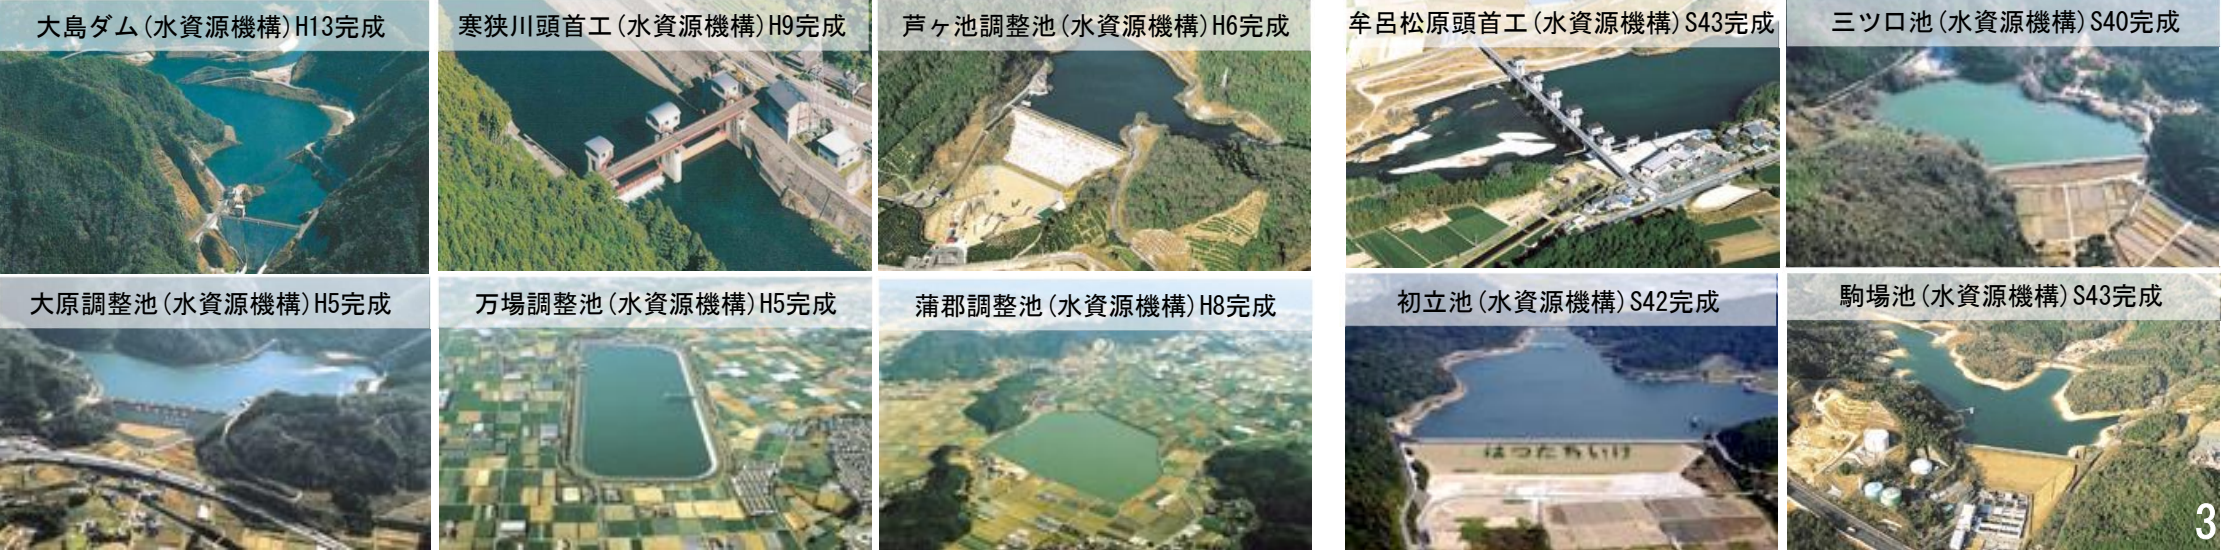 大島ダム(水資源機構)H13完成
寒狭川頭首工(水資源機構)H9完成
芦ヶ池調整池(水資源機構)H6完成
牟呂松原頭首工(水資源機構)S43完成
三ツ口池(水資源機構)S40完成
大原調整池(水資源機構)H5完成
万場調整池(水資源機構)H5完成
蒲郡調整池(水資源機構)H8完成
初立池(水資源機構)S42完成
駒場池(水資源機構)S43完成
はつたちいけ
3